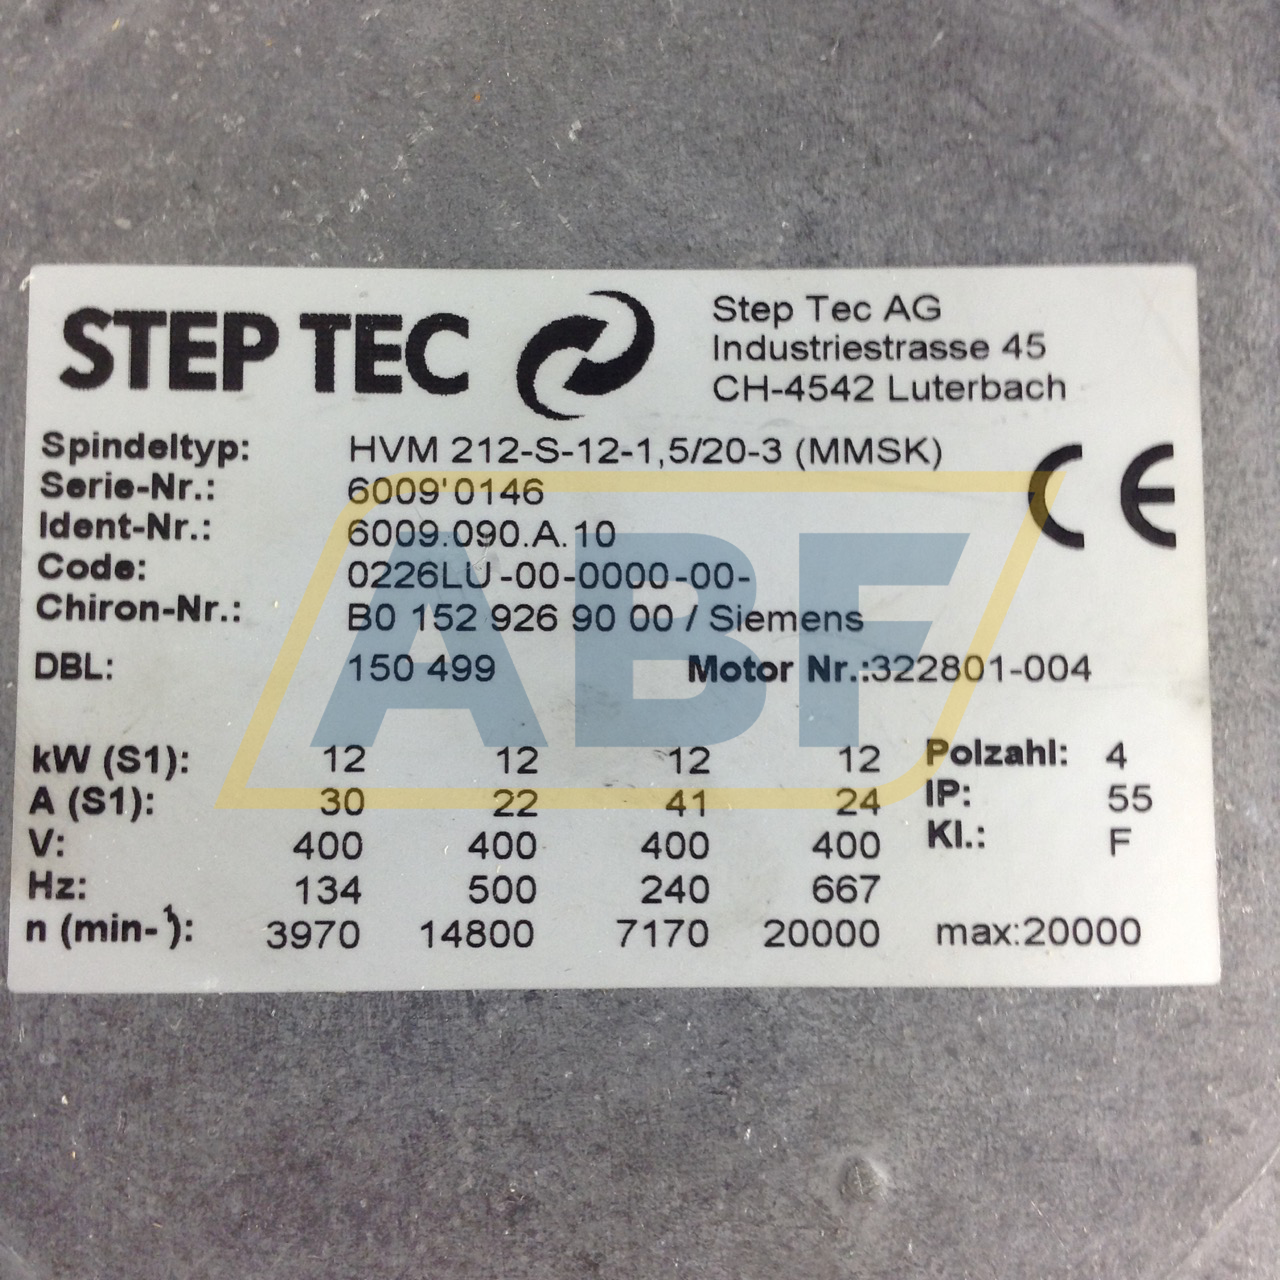 STEP TEC
Step Tec AG
Industriestrasse 45
CH-4542 Luterbach
Spindeltyp: HVM 212-S-12-1,5/20-3 (MMSK)
Serie-Nr.: 6009'0146
Ident-Nr.: 6009.090.A.10
Code: 0226LU-00-0000-00-
Chiron-Nr.: B0 152 926 90 00 / Siemens
CE
DBL: 150 499 Motor Nr.:322801-004
kW (S1): 12 12 12 12 Polzahl: 4
A (S1): 30 22 41 24 IP: 55
V: 400 400 400 400 Kl.: F
Hz: 134 500 240 667
n (min-¹): 3970 14800 7170 20000 max:20000
ABF